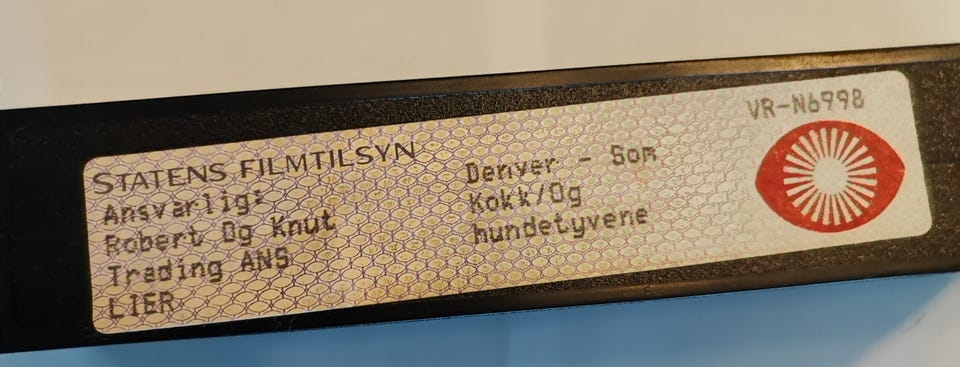 STATENS FILMTILSYN
Ansvarlig:
Robert Og Knut
Trading ANS
LIER
Denver - Som
Kokk/Og
hundetyvene
VR-N6998